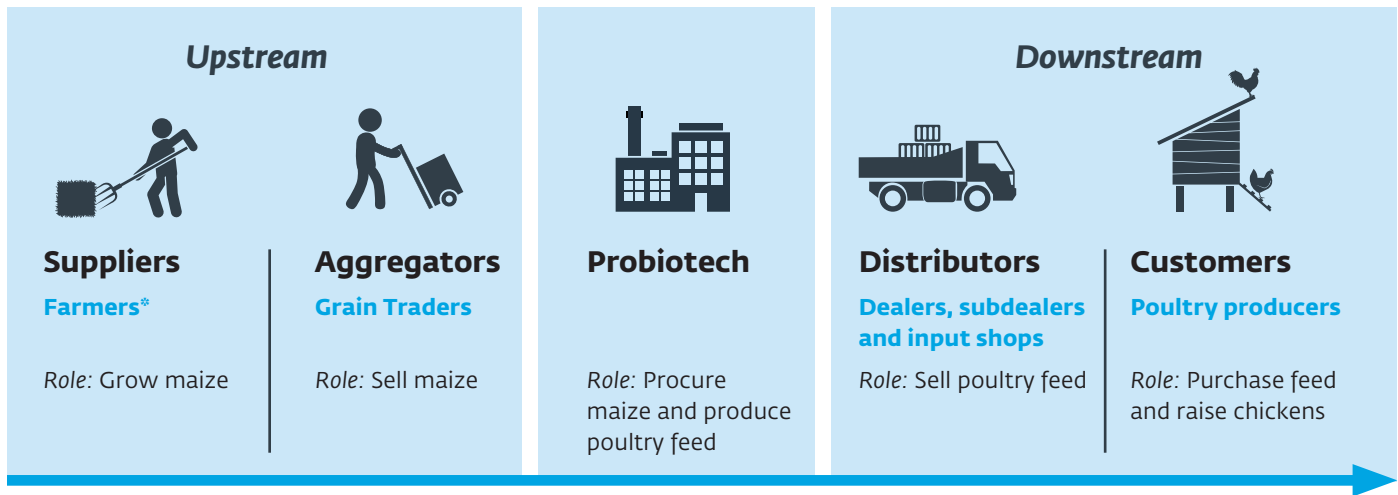 Upstream
Suppliers
Farmers*
Role: Grow maize
Aggregators
Grain Traders
Role: Sell maize
Probiotech
Role: Procure
maize and produce
poultry feed
Downstream
Distributors
Dealers, subdealers
and input shops
Role: Sell poultry feed
Customers
Poultry producers
Role: Purchase feed
and raise chickens